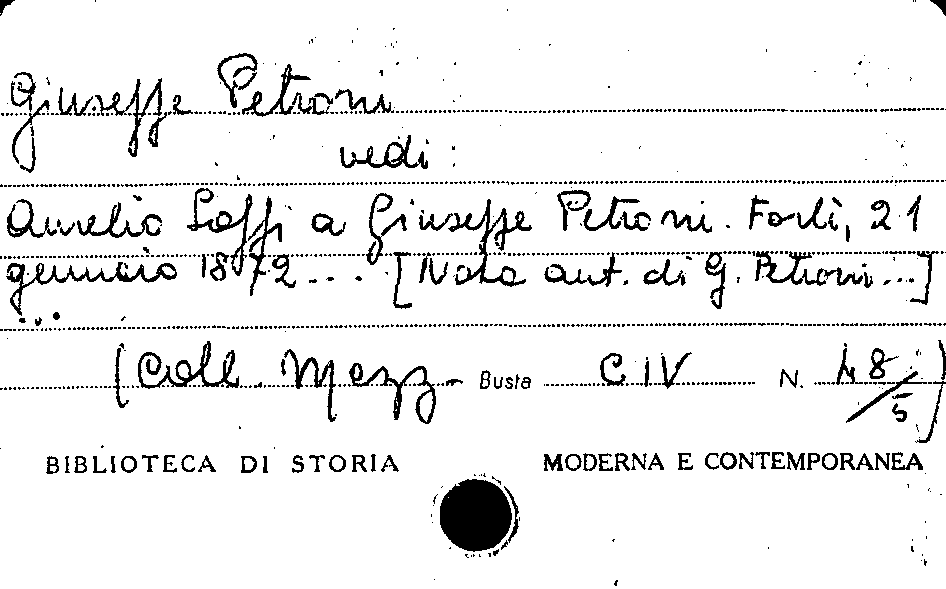 Giuseppe Petroni
vedi:
Aurelio Saffi a Giuseppe Petroni. Forlì, 21
gennaio 1872... [Nota aut. di G. Petroni...]
...
(Coll. Mezz- Busta C IV N. 48/5)
BIBLIOTECA DI STORIA MODERNA E CONTEMPORANEA